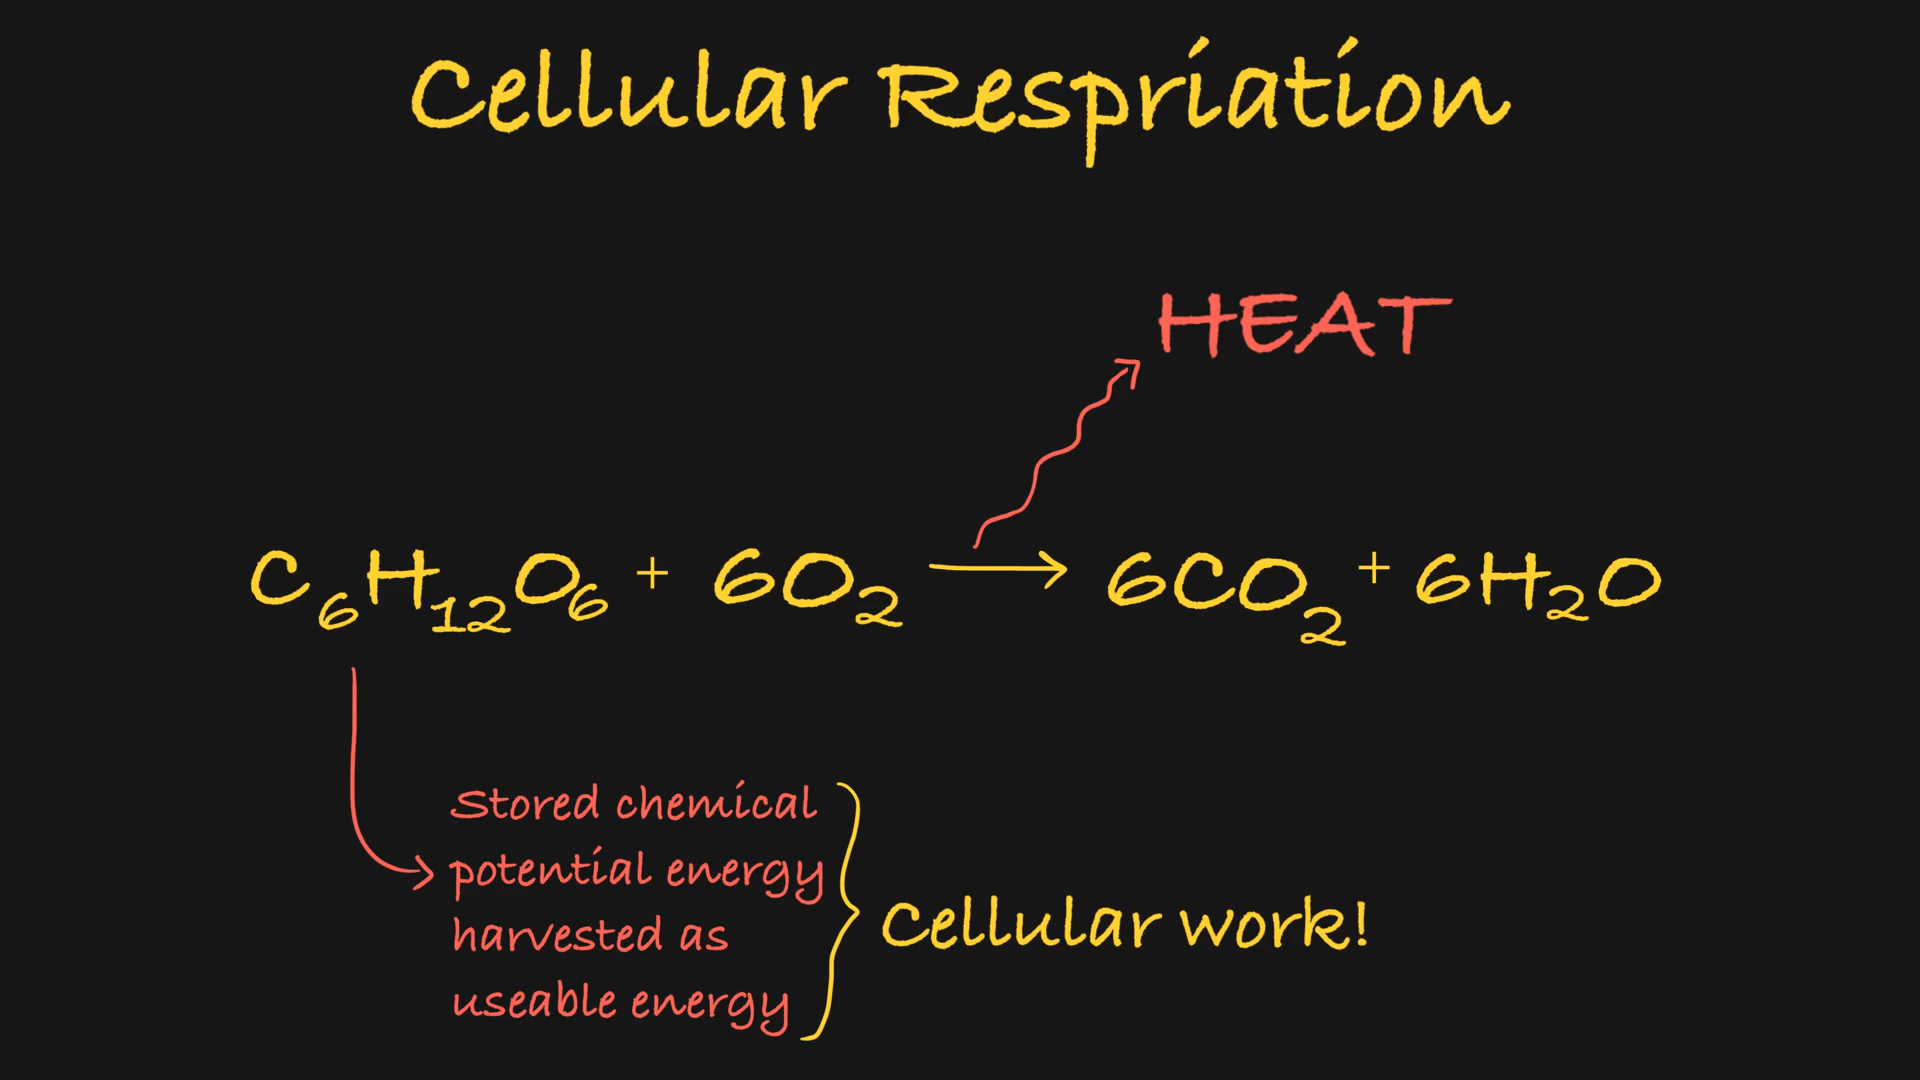 Cellular Respriation
HEAT
C₆H₁₂O₆ + 6O₂ → 6CO₂ + 6H₂O
Stored chemical
potential energy
harvested as
useable energy
Cellular work!